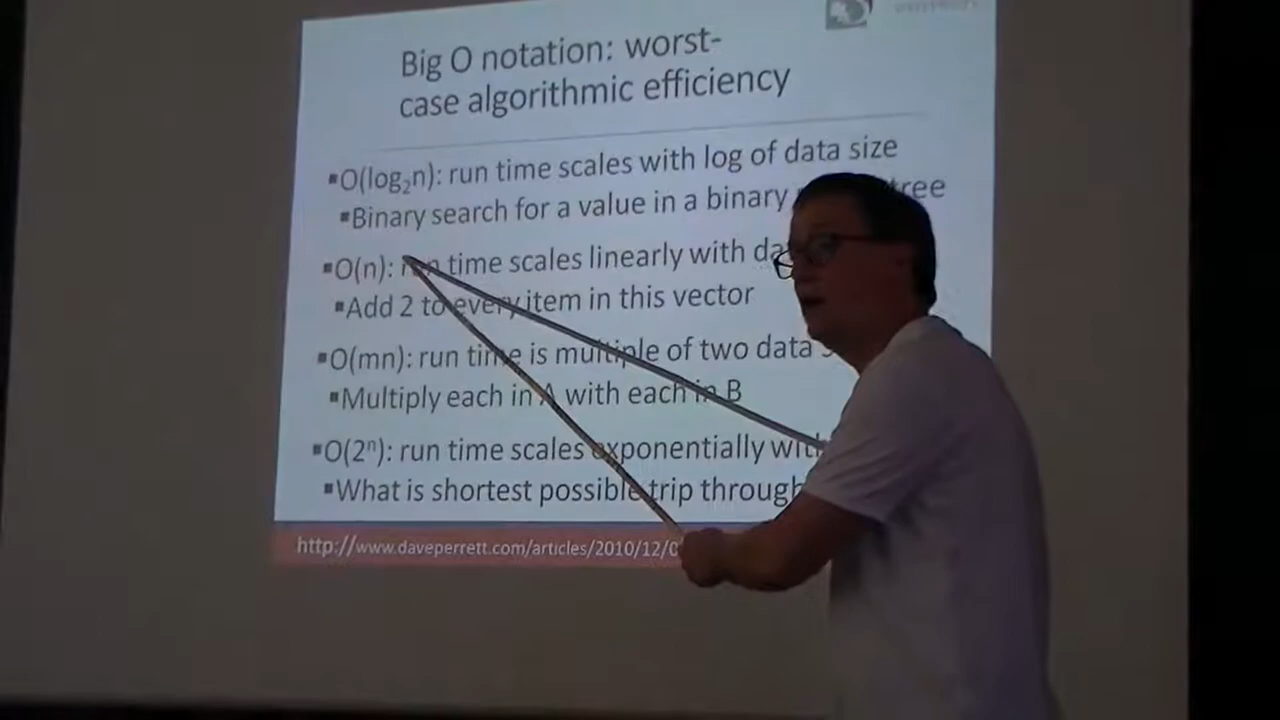 Big O notation: worst-
case algorithmic efficiency
▪O(log₂n): run time scales with log of data size
▪Binary search for a value in a binary tree
▪O(n): run time scales linearly with
▪Add 2 to every item in this vector
▪O(mn): run time is multiple of two data
▪Multiply each in A with each in B
▪O(2ⁿ): run time scales exponentially with
▪What is shortest possible trip through
http://www.daveperrett.com/articles/2010/12/0